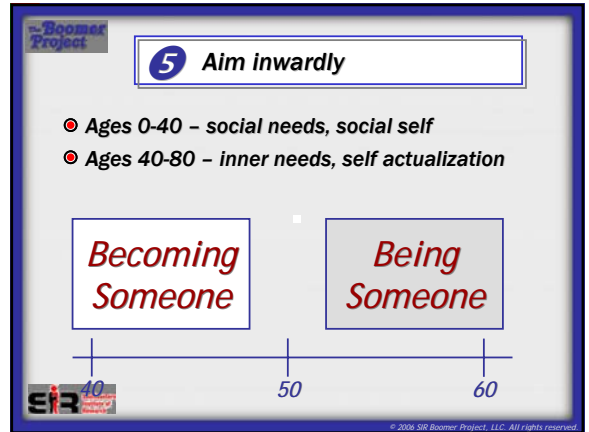 The Boomer
Project
5 Aim inwardly
Ages 0-40 – social needs, social self
Ages 40-80 – inner needs, self actualization
Becoming
Someone
Being
Someone
40 50 60
SIR
© 2006 SIR Boomer Project, LLC. All rights reserved.